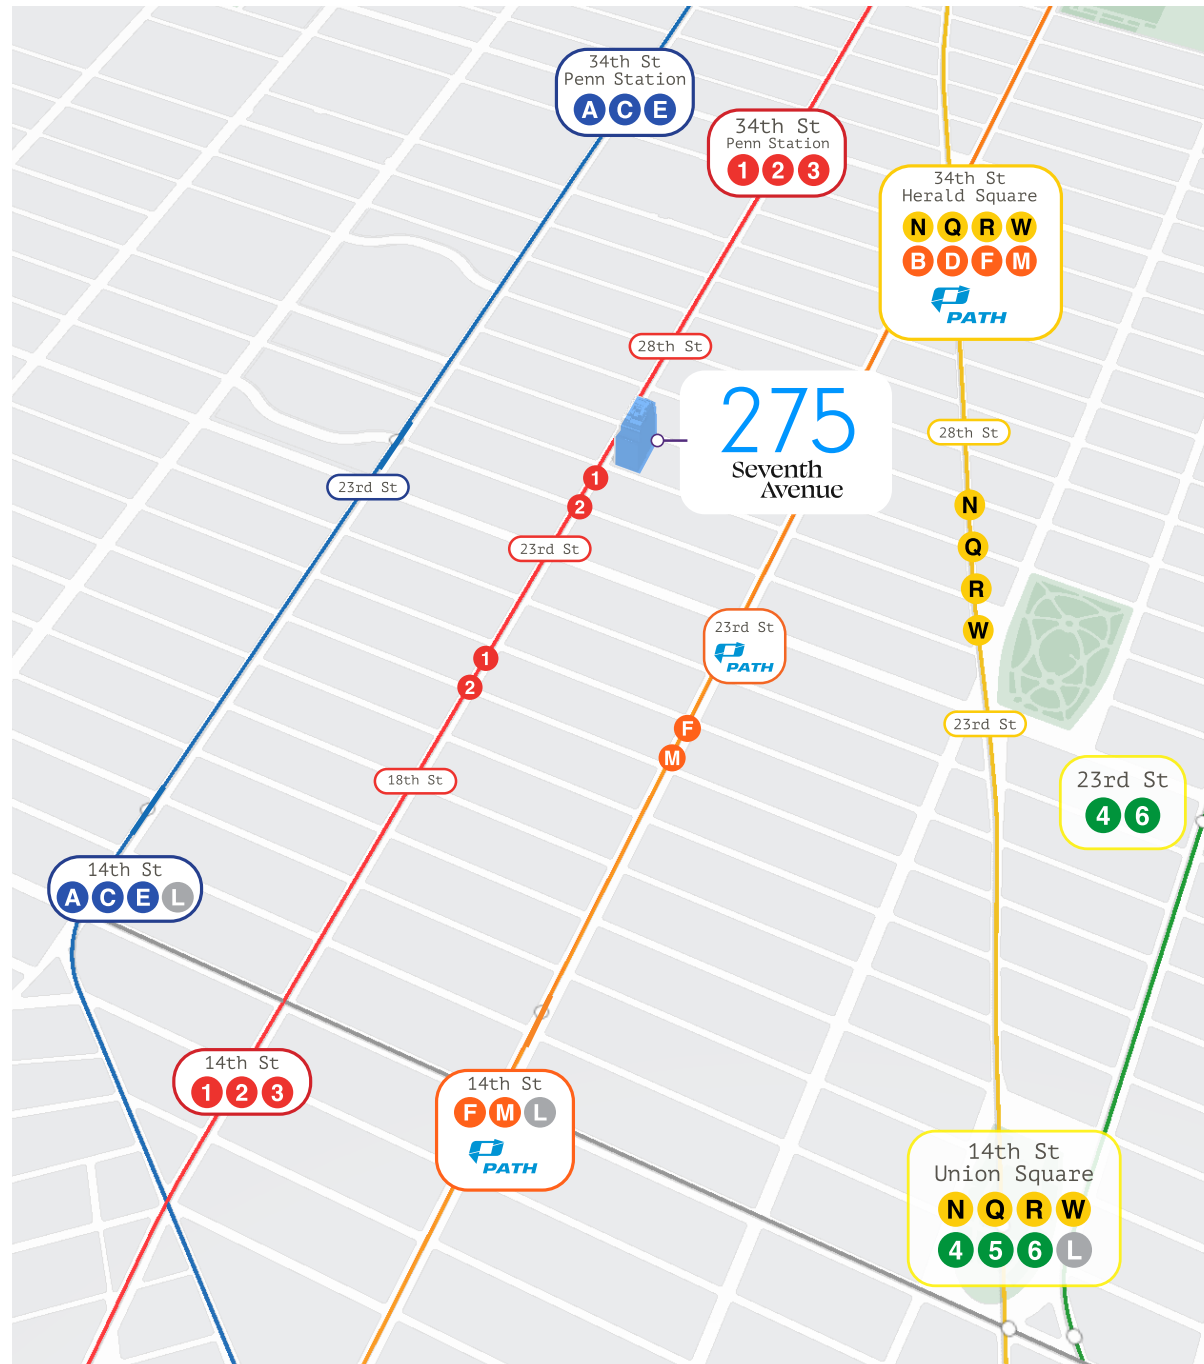 34th St
Penn Station
A C E
34th St
Penn Station
1 2 3
34th St
Herald Square
N Q R W
B D F M
PATH
28th St
275
Seventh
Avenue
28th St
23rd St
1
2
N
Q
R
W
23rd St
23rd St
PATH
1
2
F
M
23rd St
18th St
23rd St
4 6
14th St
A C E L
14th St
1 2 3
14th St
F M L
PATH
14th St
Union Square
N Q R W
4 5 6 L